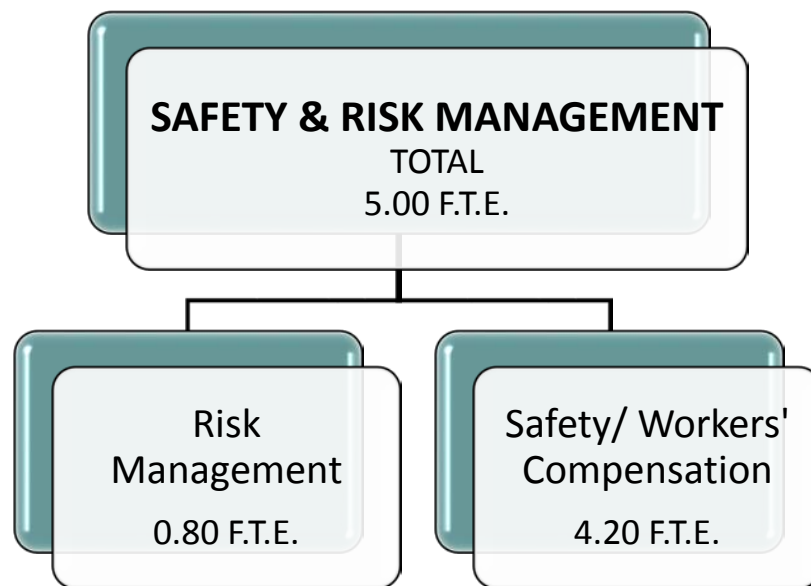 SAFETY & RISK MANAGEMENT
TOTAL
5.00 F.T.E.
Risk
Management
0.80 F.T.E.
Safety/ Workers'
Compensation
4.20 F.T.E.